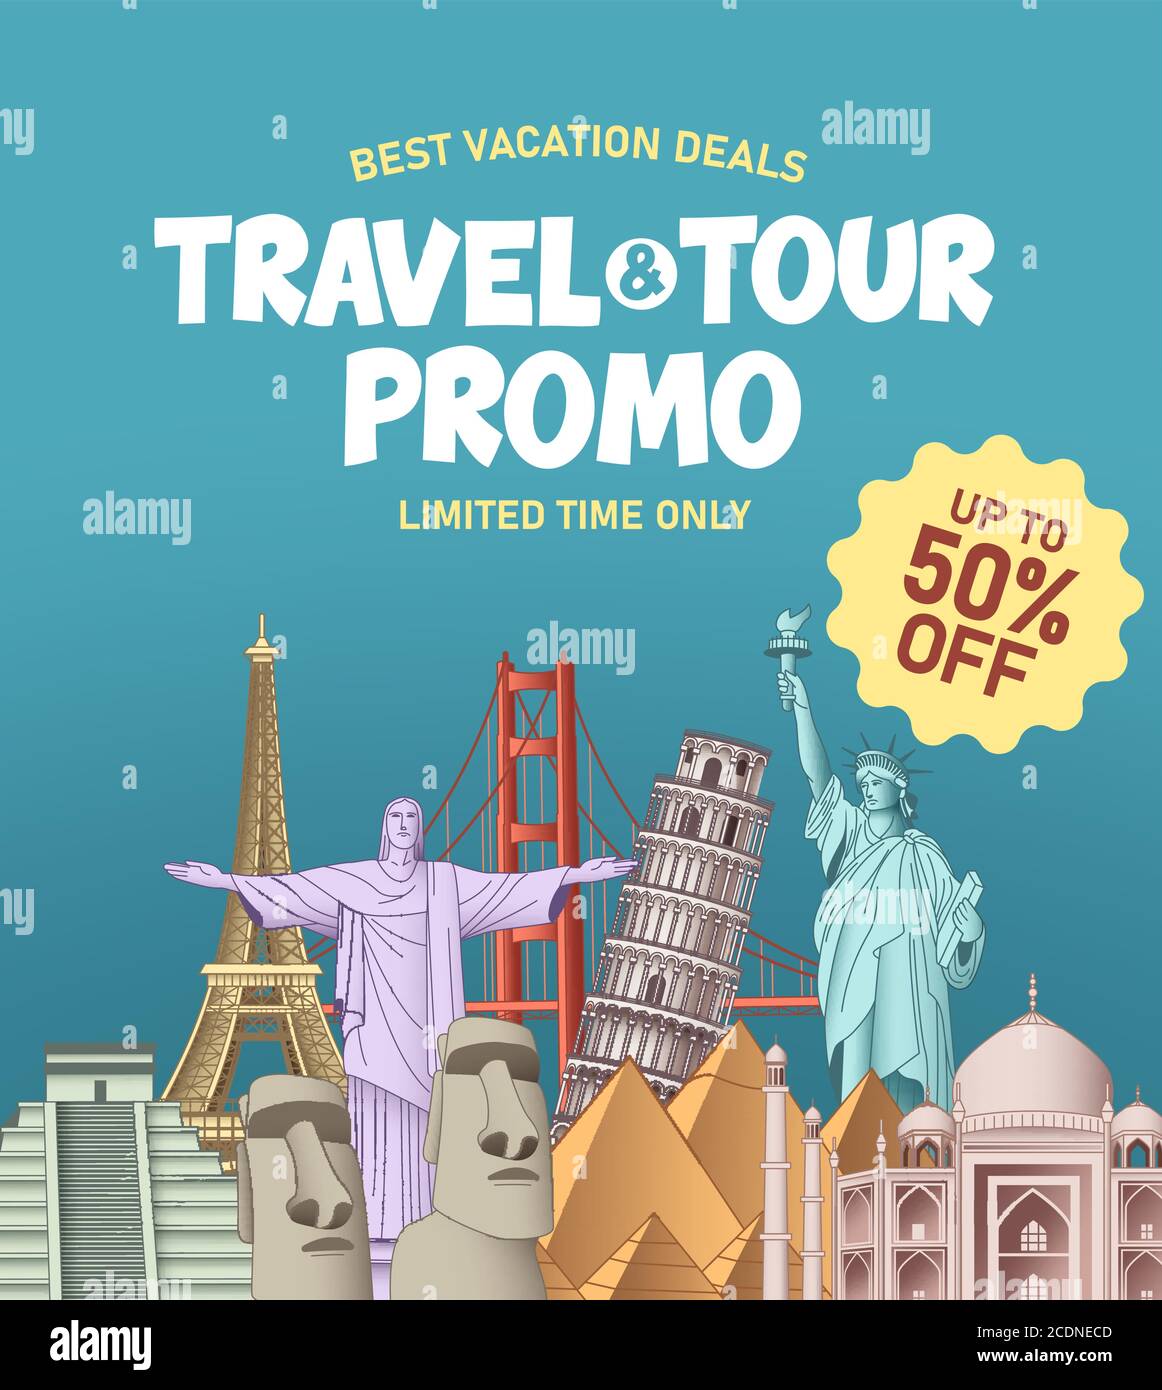 BEST VACATION DEALS
TRAVEL & TOUR
PROMO
LIMITED TIME ONLY
UP TO
50%
OFF
alamy
Image ID: 2CDNECD
www.alamy.com